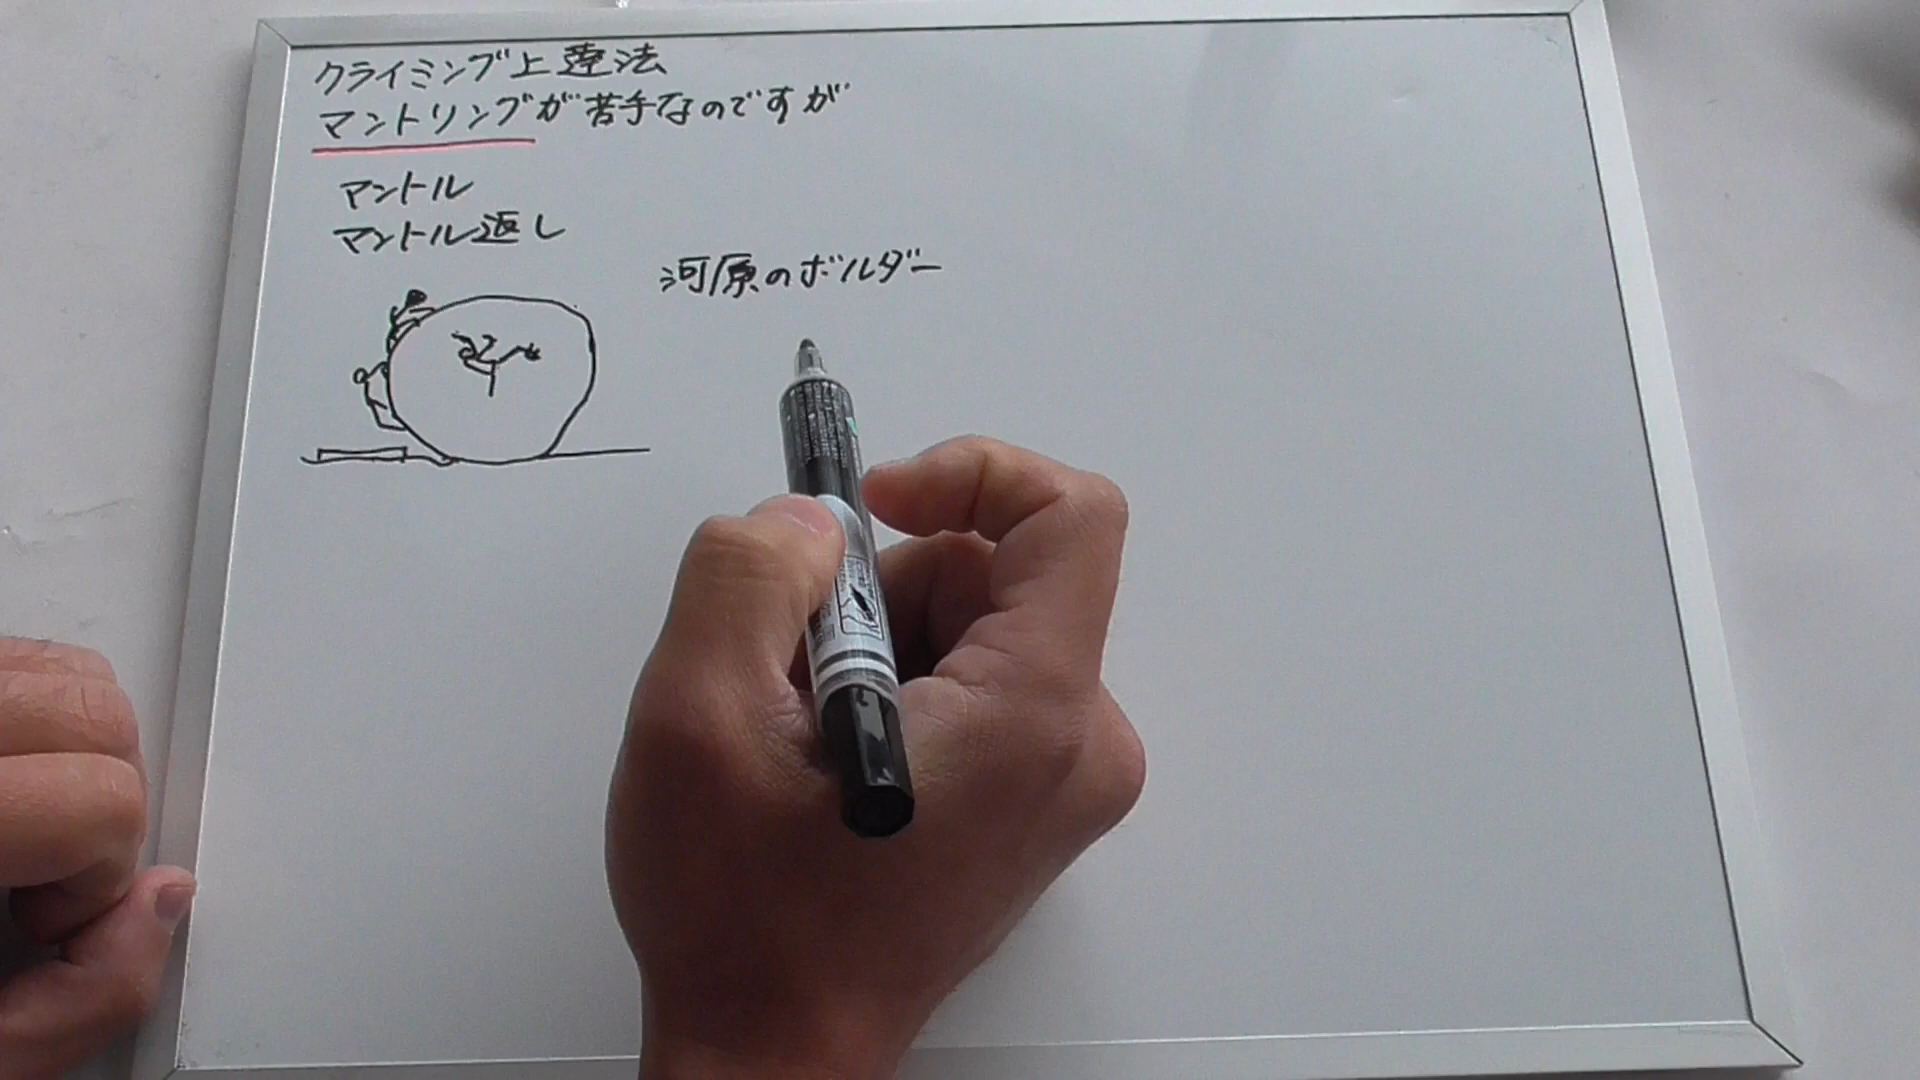 クライミング上達法
マントリングが苦手なのですが
マントル
マントル返し
河原のボルダー